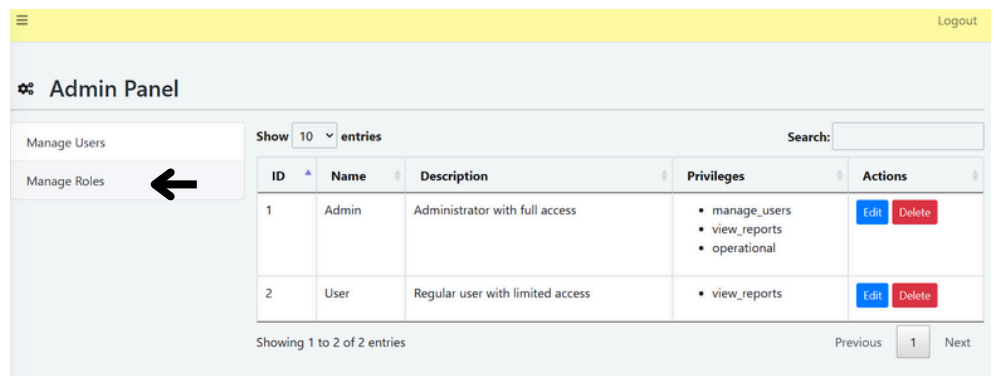 Logout
Admin Panel
Manage Users
Manage Roles
Show 10 entries
Search:
ID Name Description Privileges Actions
1 Admin Administrator with full access • manage_users Edit Delete
• view_reports
• operational
2 User Regular user with limited access • view_reports Edit Delete
Showing 1 to 2 of 2 entries
Previous 1 Next